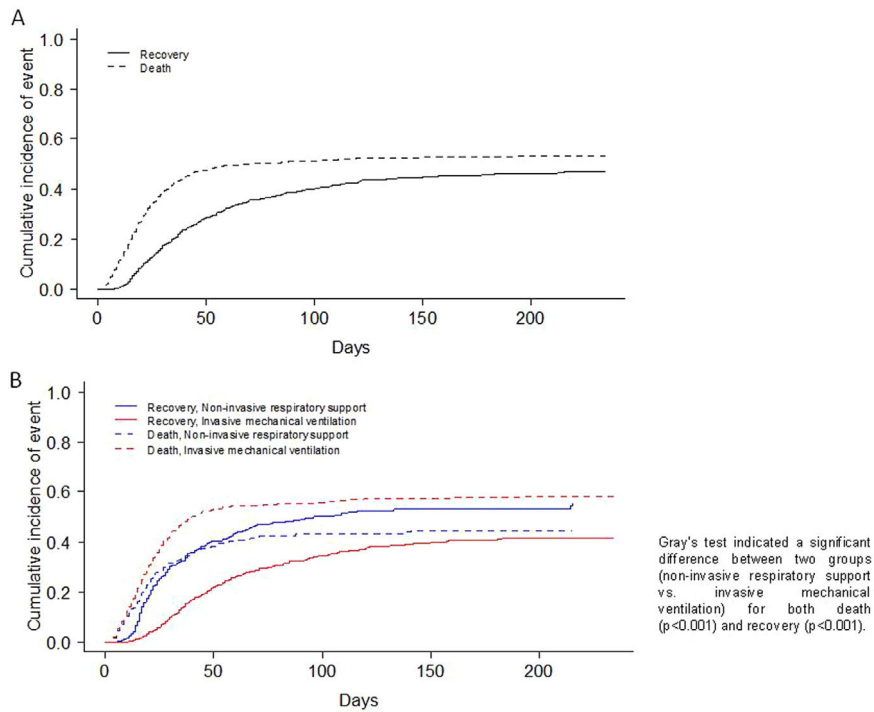 A
1.0
0.8
0.6
0.4
0.2
0.0
Cumulative incidence of event
Recovery
Death
0 50 100 150 200
Days
B
1.0
0.8
0.6
0.4
0.2
0.0
Cumulative incidence of event
Recovery, Non-invasive respiratory support
Recovery, Invasive mechanical ventilation
Death, Non-invasive respiratory support
Death, Invasive mechanical ventilation
0 50 100 150 200
Days
Gray's test indicated a significant
difference between two groups
(non-invasive respiratory support
vs. invasive mechanical
ventilation) for both death
(p<0.001) and recovery (p<0.001).